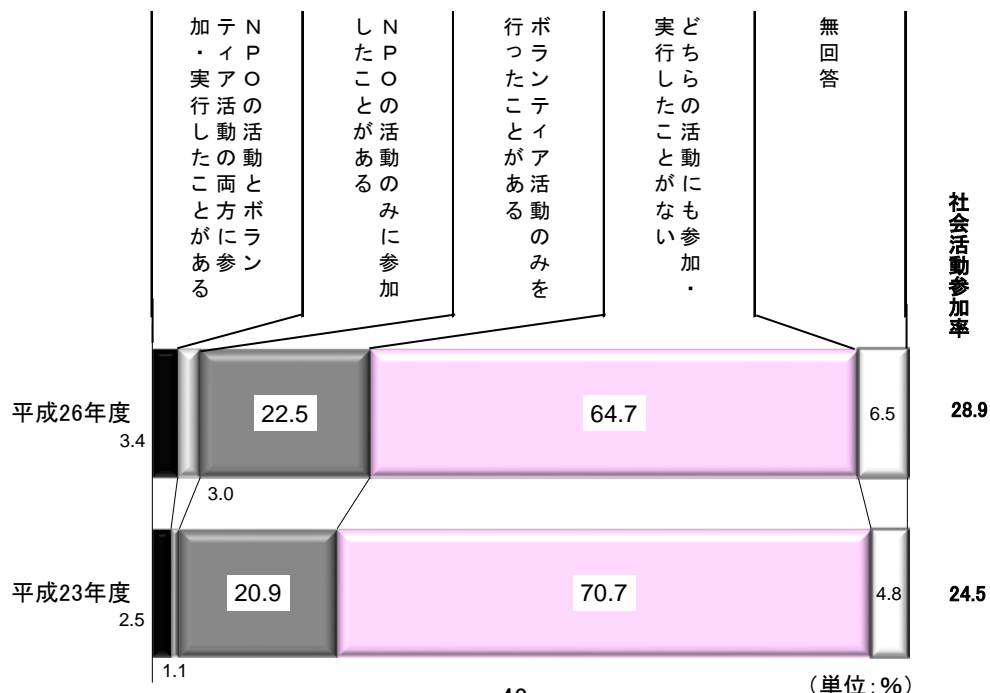 NPOの活動とボラン
ティア活動の両方に参
加・実行したことがある
NPOの活動のみに参加
したことがある
ボランティア活動のみを
行ったことがある
どちらの活動にも参加・
実行したことがない
無回答
社会活動参加率
平成26年度
3.4
3.0
22.5
64.7
6.5
28.9
平成23年度
2.5
1.1
20.9
70.7
4.8
24.5
(単位:%)